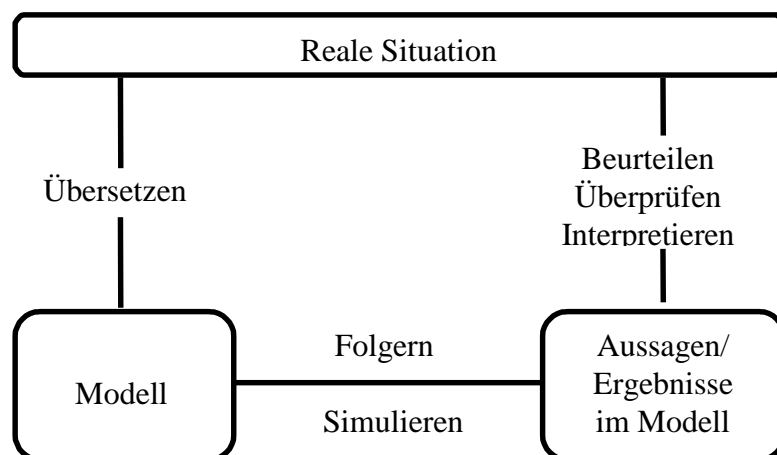 Reale Situation
Übersetzen
Beurteilen
Überprüfen
Interpretieren
Modell
Folgern
Simulieren
Aussagen/
Ergebnisse
im Modell